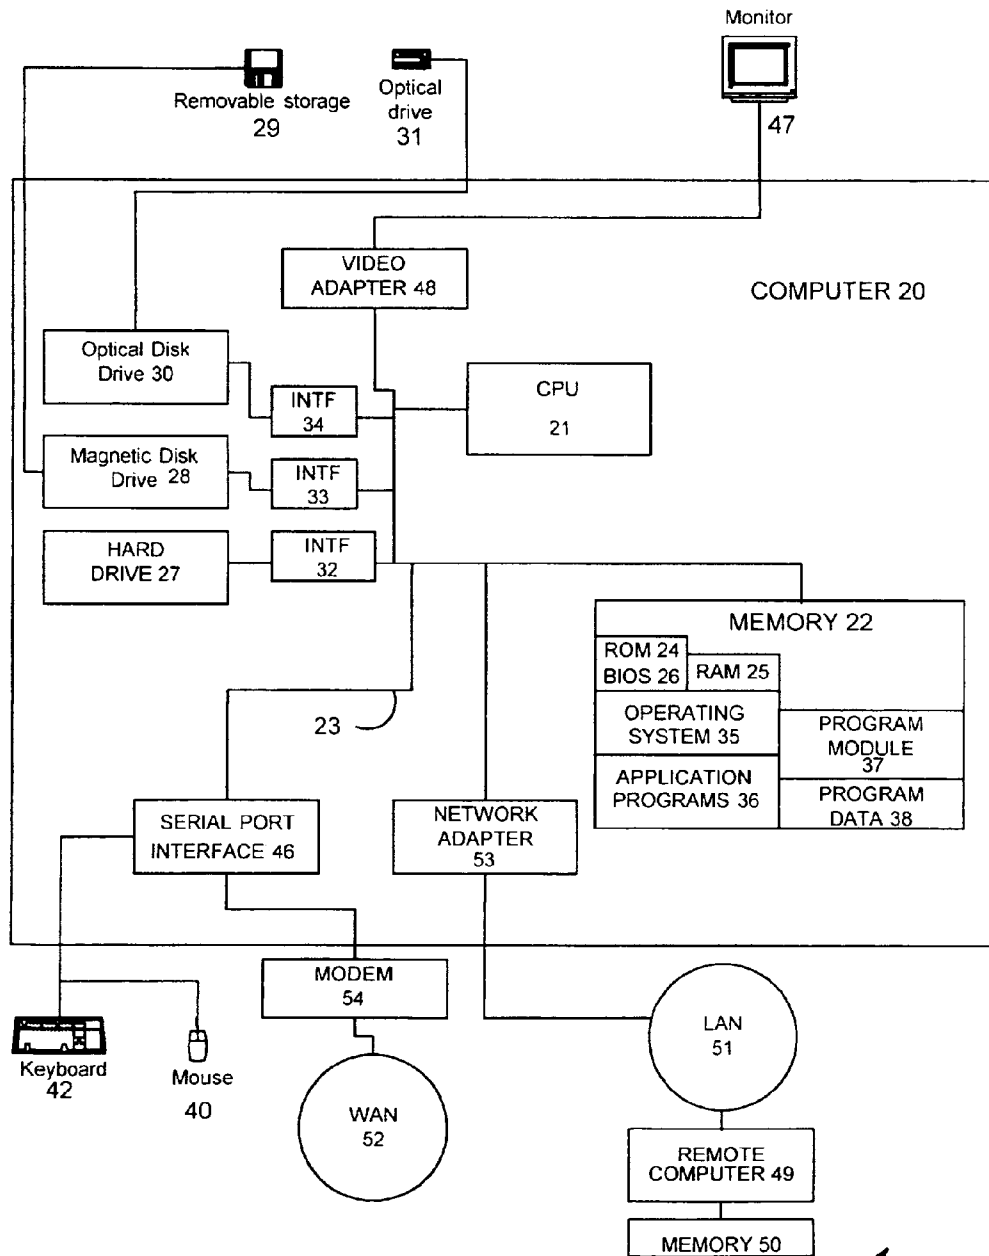 Monitor
Removable storage
29
Optical
drive
31
47
VIDEO
ADAPTER 48
COMPUTER 20
Optical Disk
Drive 30
INTF
34
CPU
21
Magnetic Disk
Drive 28
INTF
33
HARD
DRIVE 27
INTF
32
MEMORY 22
ROM 24
BIOS 26
RAM 25
OPERATING
SYSTEM 35
PROGRAM
MODULE
37
APPLICATION
PROGRAMS 36
PROGRAM
DATA 38
23
SERIAL PORT
INTERFACE 46
NETWORK
ADAPTER
53
MODEM
54
LAN
51
Keyboard
42
Mouse
40
WAN
52
REMOTE
COMPUTER 49
MEMORY 50